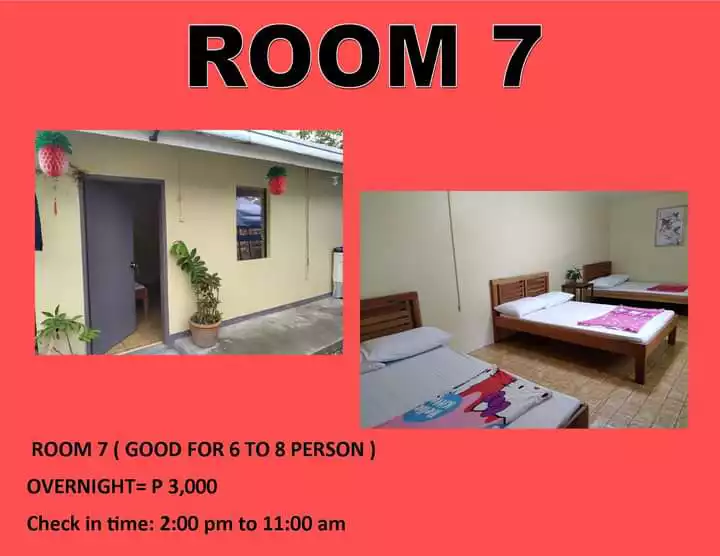 ROOM 7
ROOM 7 ( GOOD FOR 6 TO 8 PERSON )
OVERNIGHT= P 3,000
Check in time: 2:00 pm to 11:00 am